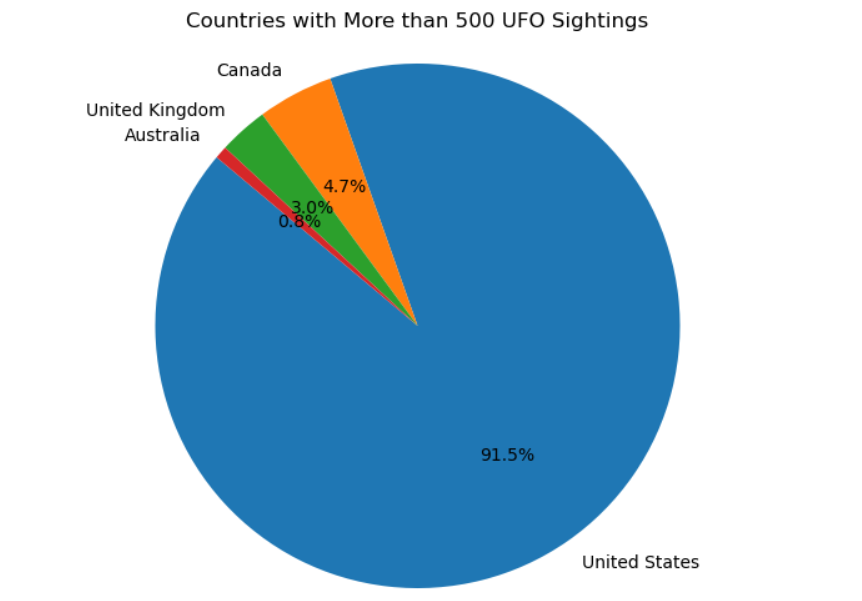 Countries with More than 500 UFO Sightings
Canada
United Kingdom
Australia
4.7%
3.0%
0.8%
91.5%
United States